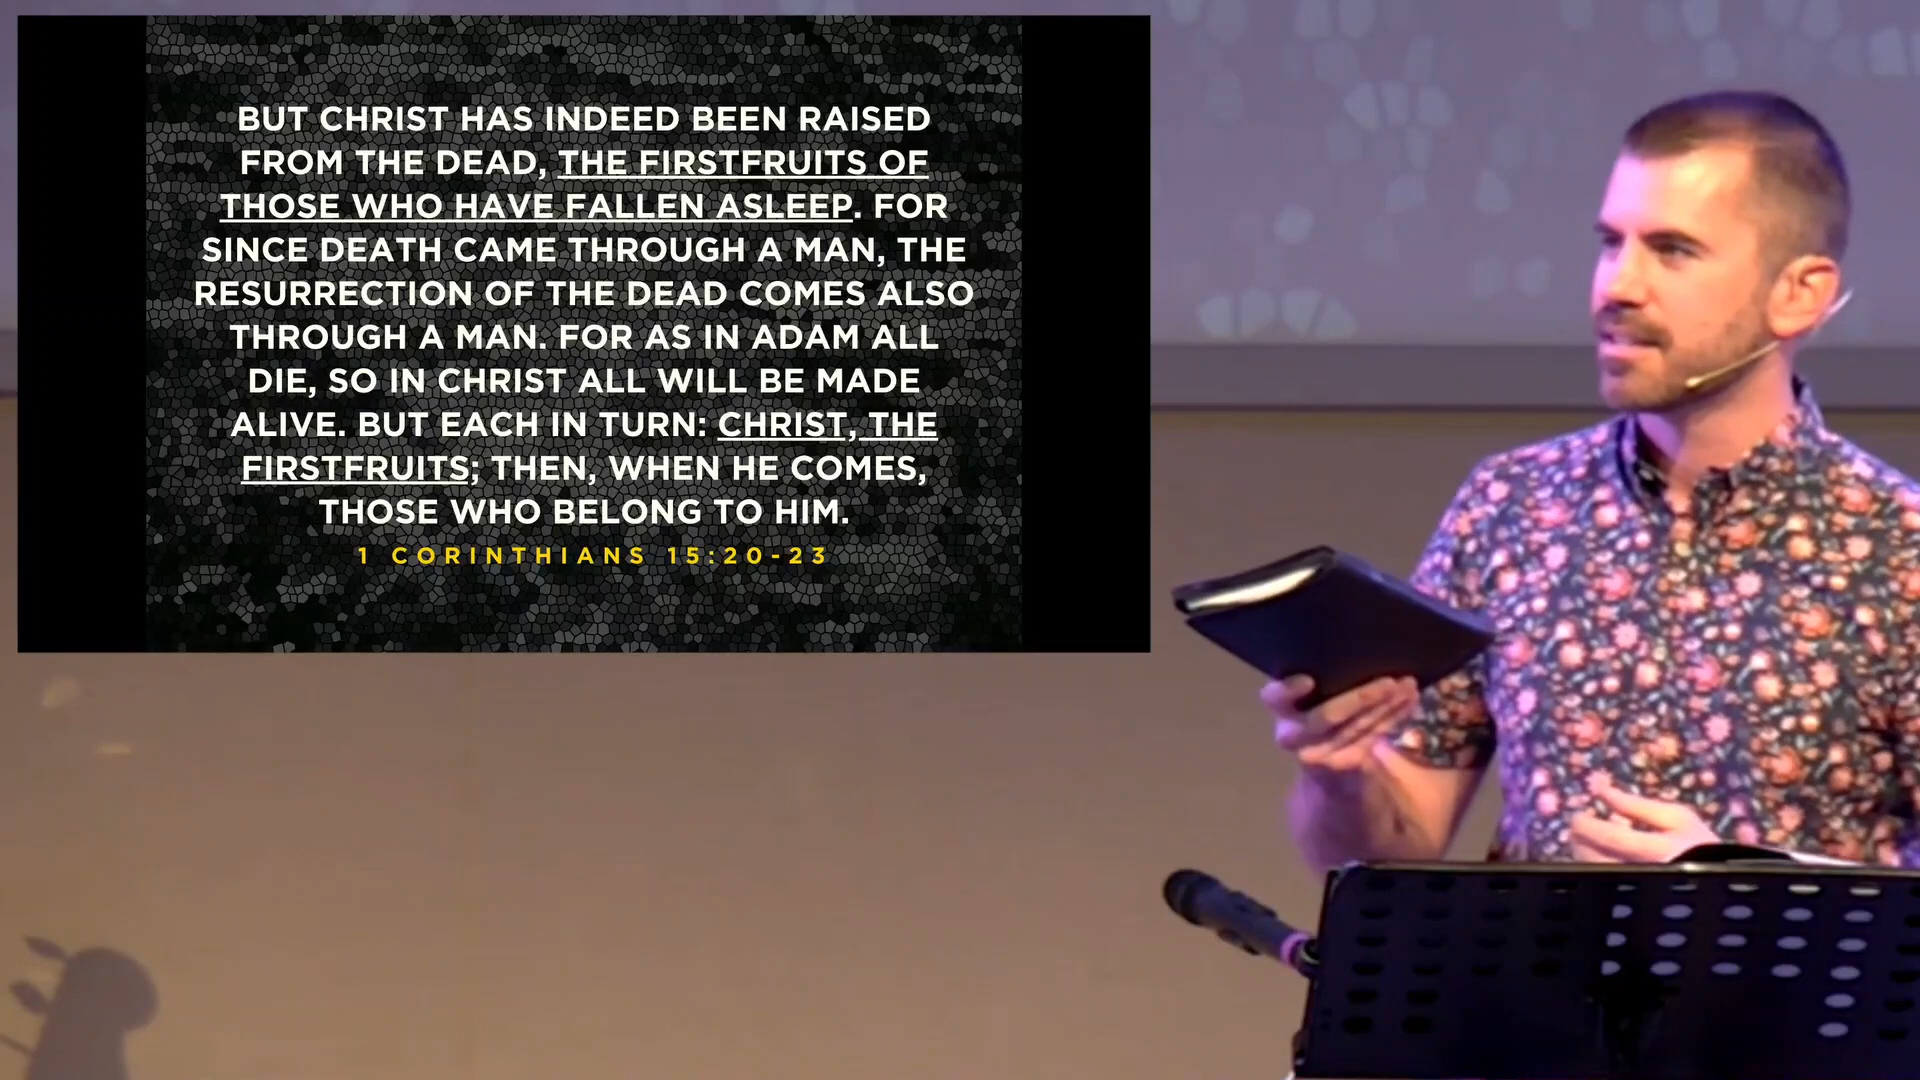 BUT CHRIST HAS INDEED BEEN RAISED
FROM THE DEAD, THE FIRSTFRUITS OF
THOSE WHO HAVE FALLEN ASLEEP. FOR
SINCE DEATH CAME THROUGH A MAN, THE
RESURRECTION OF THE DEAD COMES ALSO
THROUGH A MAN. FOR AS IN ADAM ALL
DIE, SO IN CHRIST ALL WILL BE MADE
ALIVE. BUT EACH IN TURN: CHRIST, THE
FIRSTFRUITS; THEN, WHEN HE COMES,
THOSE WHO BELONG TO HIM.
1 CORINTHIANS 15:20-23